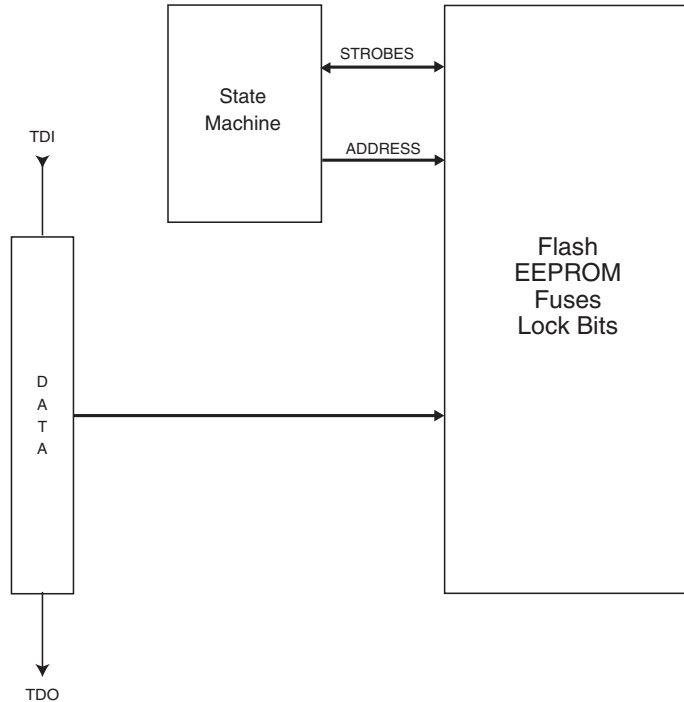 STROBES
State
Machine
ADDRESS
TDI
Flash
EEPROM
Fuses
Lock Bits
D
A
T
A
TDO